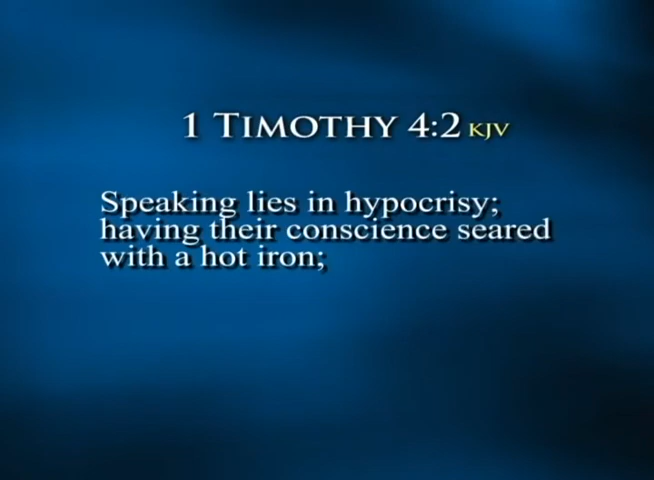 1 TIMOTHY 4:2 KJV
Speaking lies in hypocrisy;
having their conscience seared
with a hot iron;